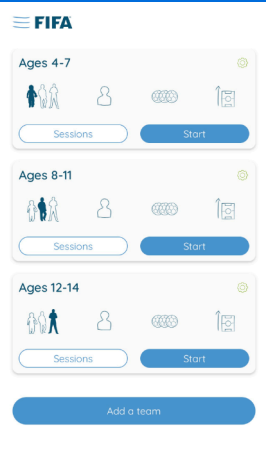 FIFA
Ages 4-7
Sessions Start
Ages 8-11
Sessions Start
Ages 12-14
Sessions Start
Add a team